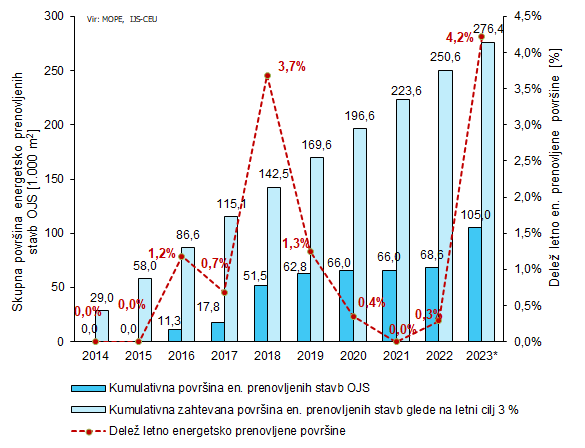 Vir: MOPE, IJS-CEU
Skupna površina energetsko prenovljenih
stavb OJS [1.000 m²]
300
250
200
150
100
50
0
4,5%
4,0%
3,5%
3,0%
2,5%
2,0%
1,5%
1,0%
0,5%
0,0%
Delež letno en. prenovljene površine [%]
0,0 0,0 11,3 17,8 51,5 62,8 66,0 66,0 68,6 105,0
29,0 58,0 86,6 115,1 142,5 169,6 196,6 223,6 250,6 276,4
0,0% 0,0% 1,2% 0,7% 3,7% 1,3% 0,4% 0,0% 0,3% 4,2%
2014 2015 2016 2017 2018 2019 2020 2021 2022 2023*
Kumulativna površina en. prenovljenih stavb OJS
Kumulativna zahtevana površina en. prenovljenih stavb glede na letni cilj 3 %
Delež letno energetsko prenovljene površine